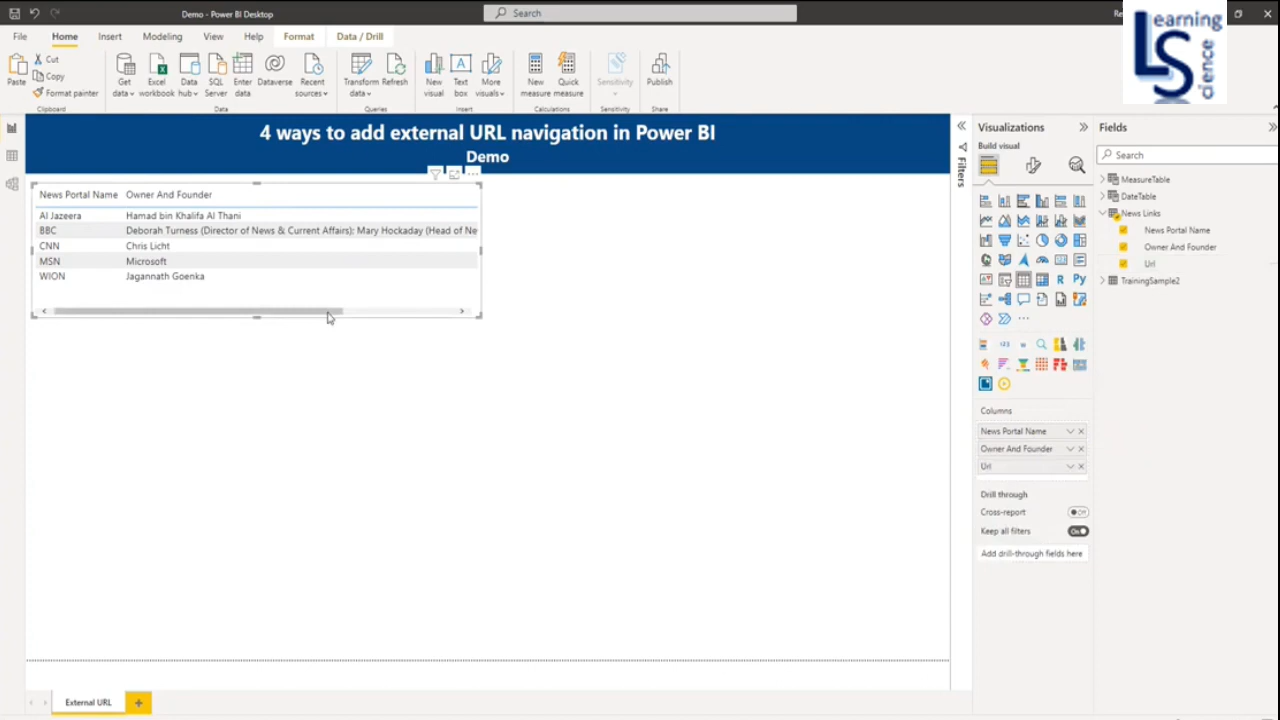 Demo - Power BI Desktop
Search
Re
Learning
Science
File Home Insert Modeling View Help Format Data / Drill
Paste
Cut
Copy
Format painter
Get data
Excel workbook
Data hub
SQL Server
Enter data
Dataverse
Recent sources
Transform data
Refresh
New visual
Text box
More visuals
New measure
Quick measure
Sensitivity
Publish
Clipboard Data Queries Insert Calculations Sensitivity Share
4 ways to add external URL navigation in Power BI
Demo
News Portal Name Owner And Founder
Al Jazeera Hamad bin Khalifa Al Thani
BBC Deborah Turness (Director of News & Current Affairs); Mary Hockaday (Head of Ne
CNN Chris Licht
MSN Microsoft
WION Jagannath Goenka
External URL
Filters
Visualizations
Build visual
R Py
123
Columns
News Portal Name
Owner And Founder
Url
Drill through
Cross-report Off
Keep all filters On
Add drill-through fields here
Fields
Search
MeasureTable
DateTable
News Links
News Portal Name
Owner And Founder
Url
TrainingSample2